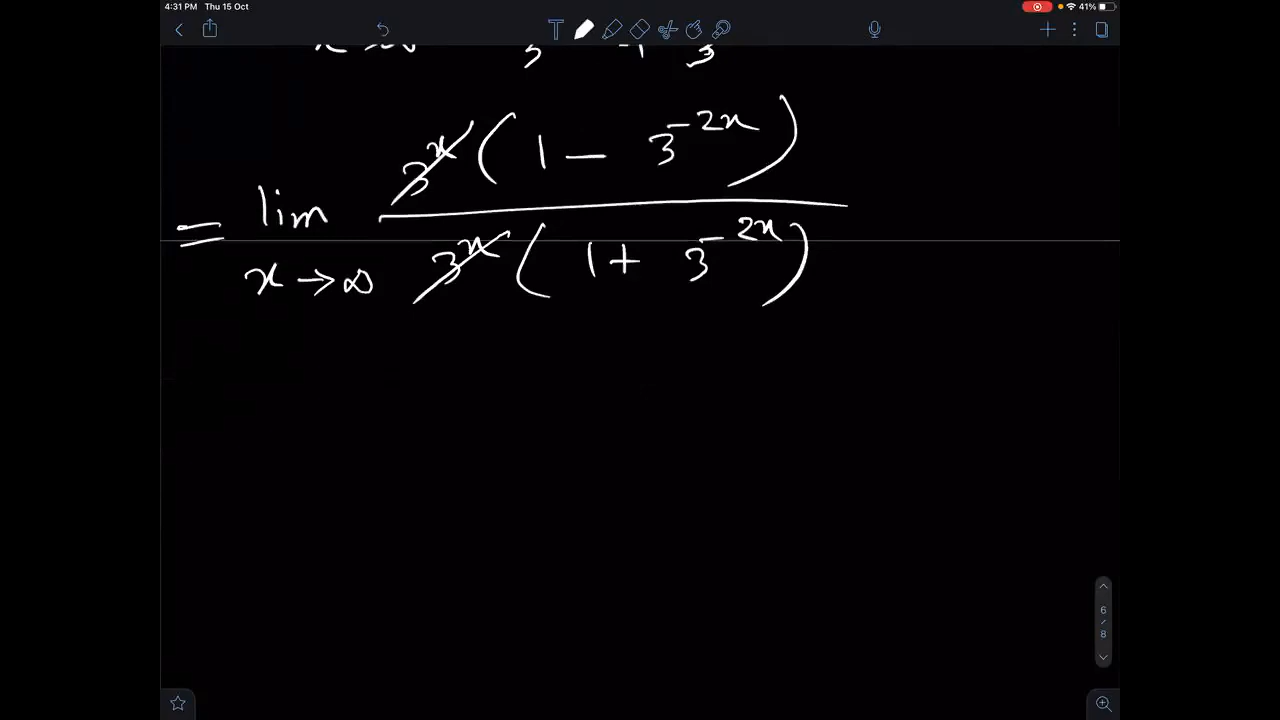 4:31 PM Thu 15 Oct 41%
T
3^x ( 1 - 3^-2x )
= lim
x → ∞ 3^x ( 1 + 3^-2x )
6
/
8